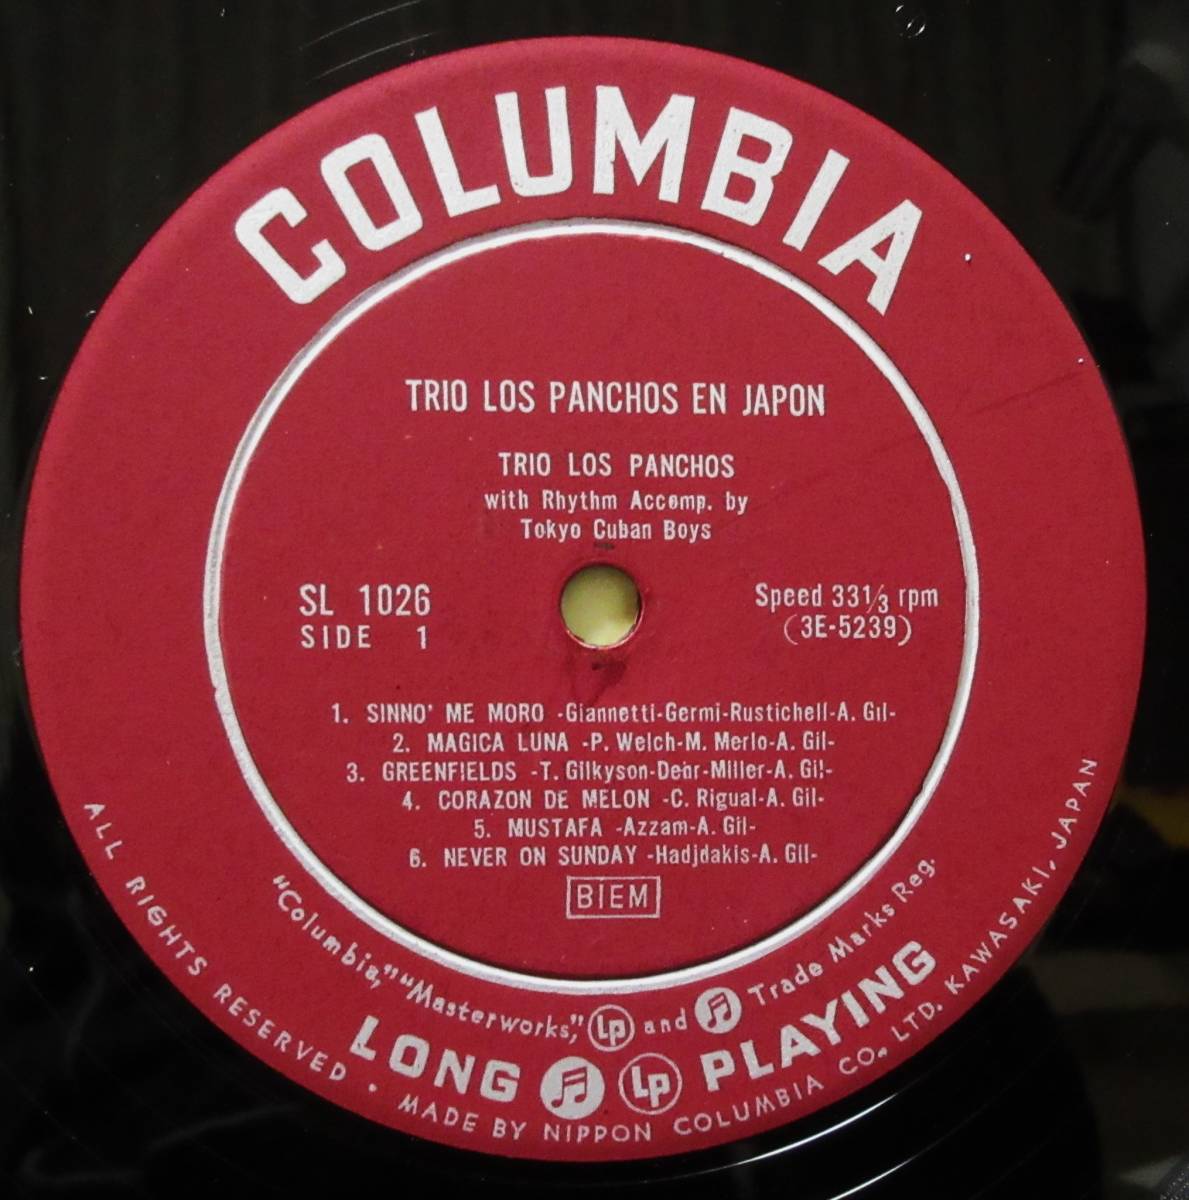 COLUMBIA
TRIO LOS PANCHOS EN JAPON
TRIO LOS PANCHOS
with Rhythm Accomp. by
Tokyo Cuban Boys
SL 1026
SIDE 1
Speed 33 1/3 rpm
(3E-5239)
1. SINNO' ME MORO -Giannetti-Germi-Rustichell-A. Gil-
2. MAGICA LUNA -P. Welch-M. Merlo-A. Gil-
3. GREENFIELDS -T. Gilkyson-Dehr-Miller-A. Gil-
4. CORAZON DE MELON -C. Rigual-A. Gil-
5. MUSTAFA -Azzam-A. Gil-
6. NEVER ON SUNDAY -Hadjdakis-A. Gil-
BIEM
"Columbia," "Masterworks," Lp and Trade Marks Reg.
LONG Lp PLAYING
ALL RIGHTS RESERVED · MADE BY NIPPON COLUMBIA CO., LTD. KAWASAKI, JAPAN